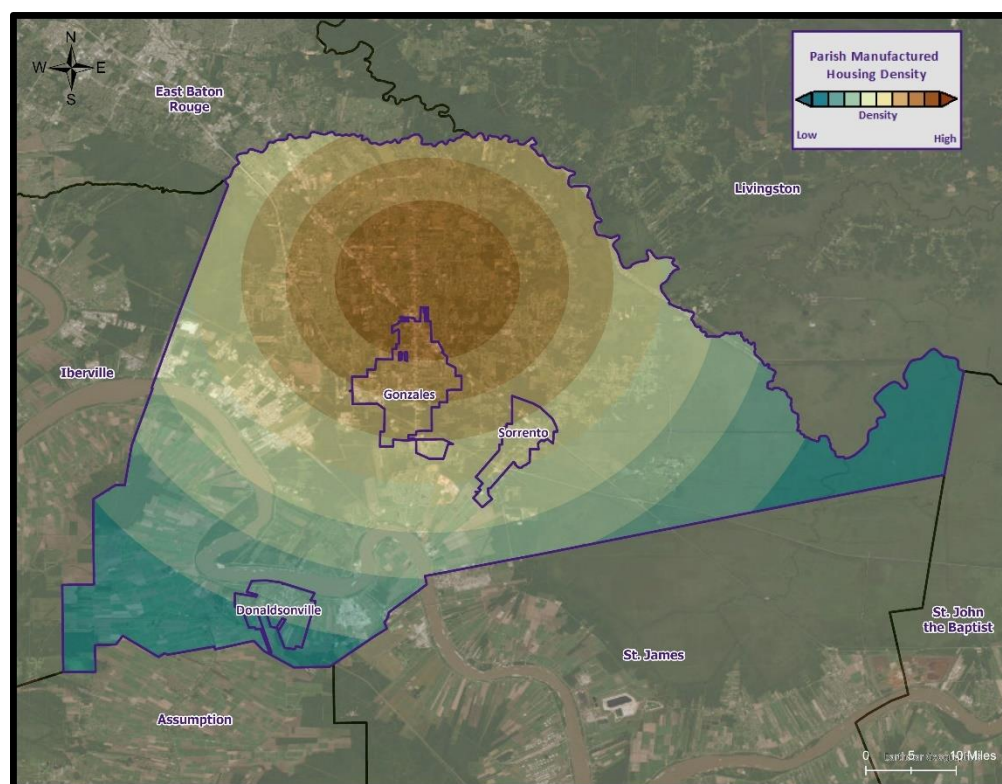 N
W E
S
East Baton
Rouge
Parish Manufactured
Housing Density
Density
Low High
Livingston
Iberville
Gonzales
Sorrento
Donaldsonville
St. John
the Baptist
St. James
Assumption
0 5 10 Miles